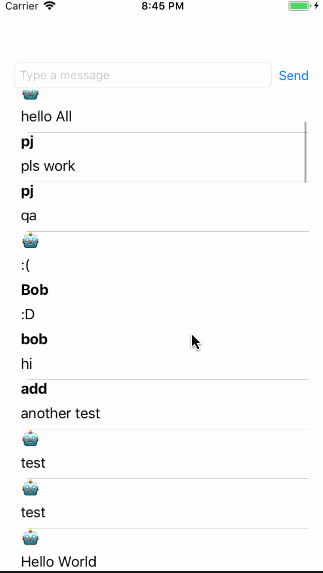 Carrier 8:45 PM
Type a message Send
🤖
hello All
pj
pls work
pj
qa
🤖
:(
Bob
:D
bob
hi
add
another test
🤖
test
🤖
test
🤖
Hello World